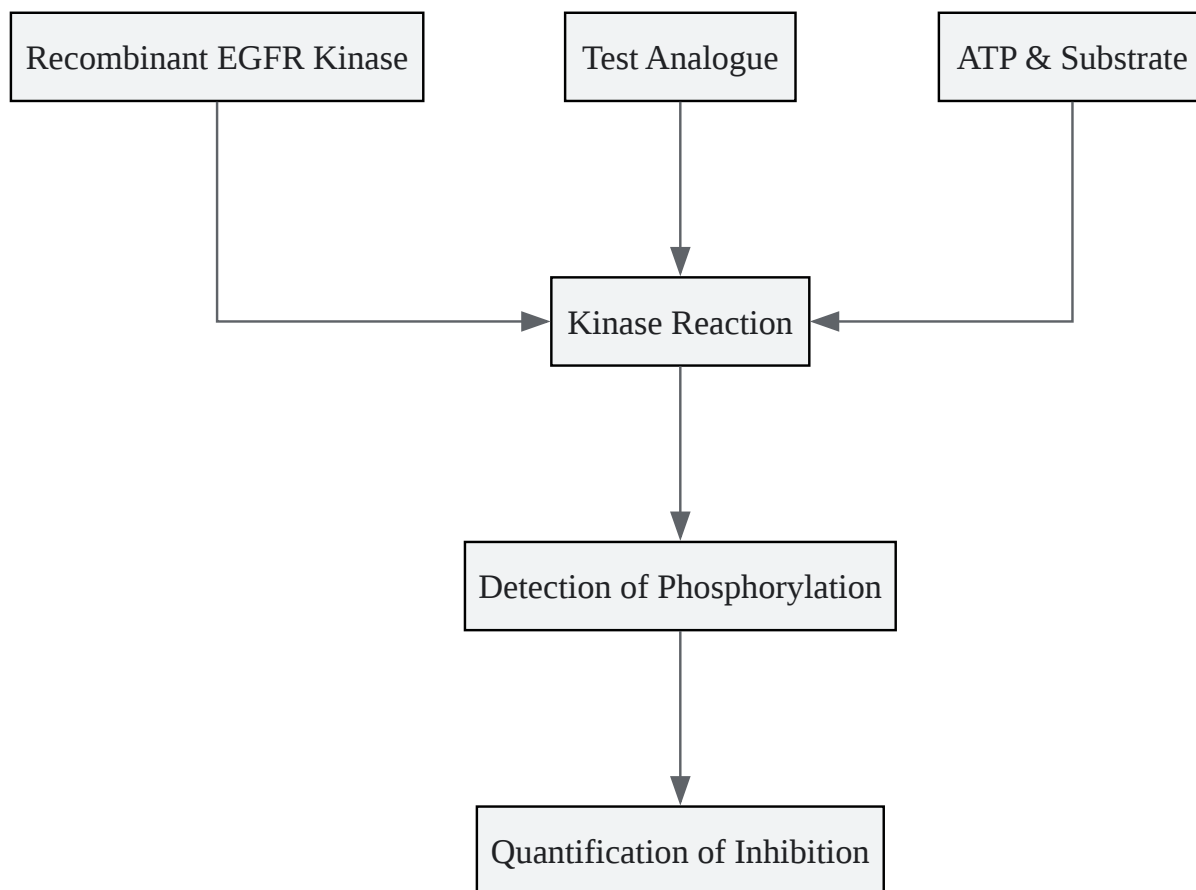 Recombinant EGFR Kinase
Test Analogue
ATP & Substrate
Kinase Reaction
Detection of Phosphorylation
Quantification of Inhibition